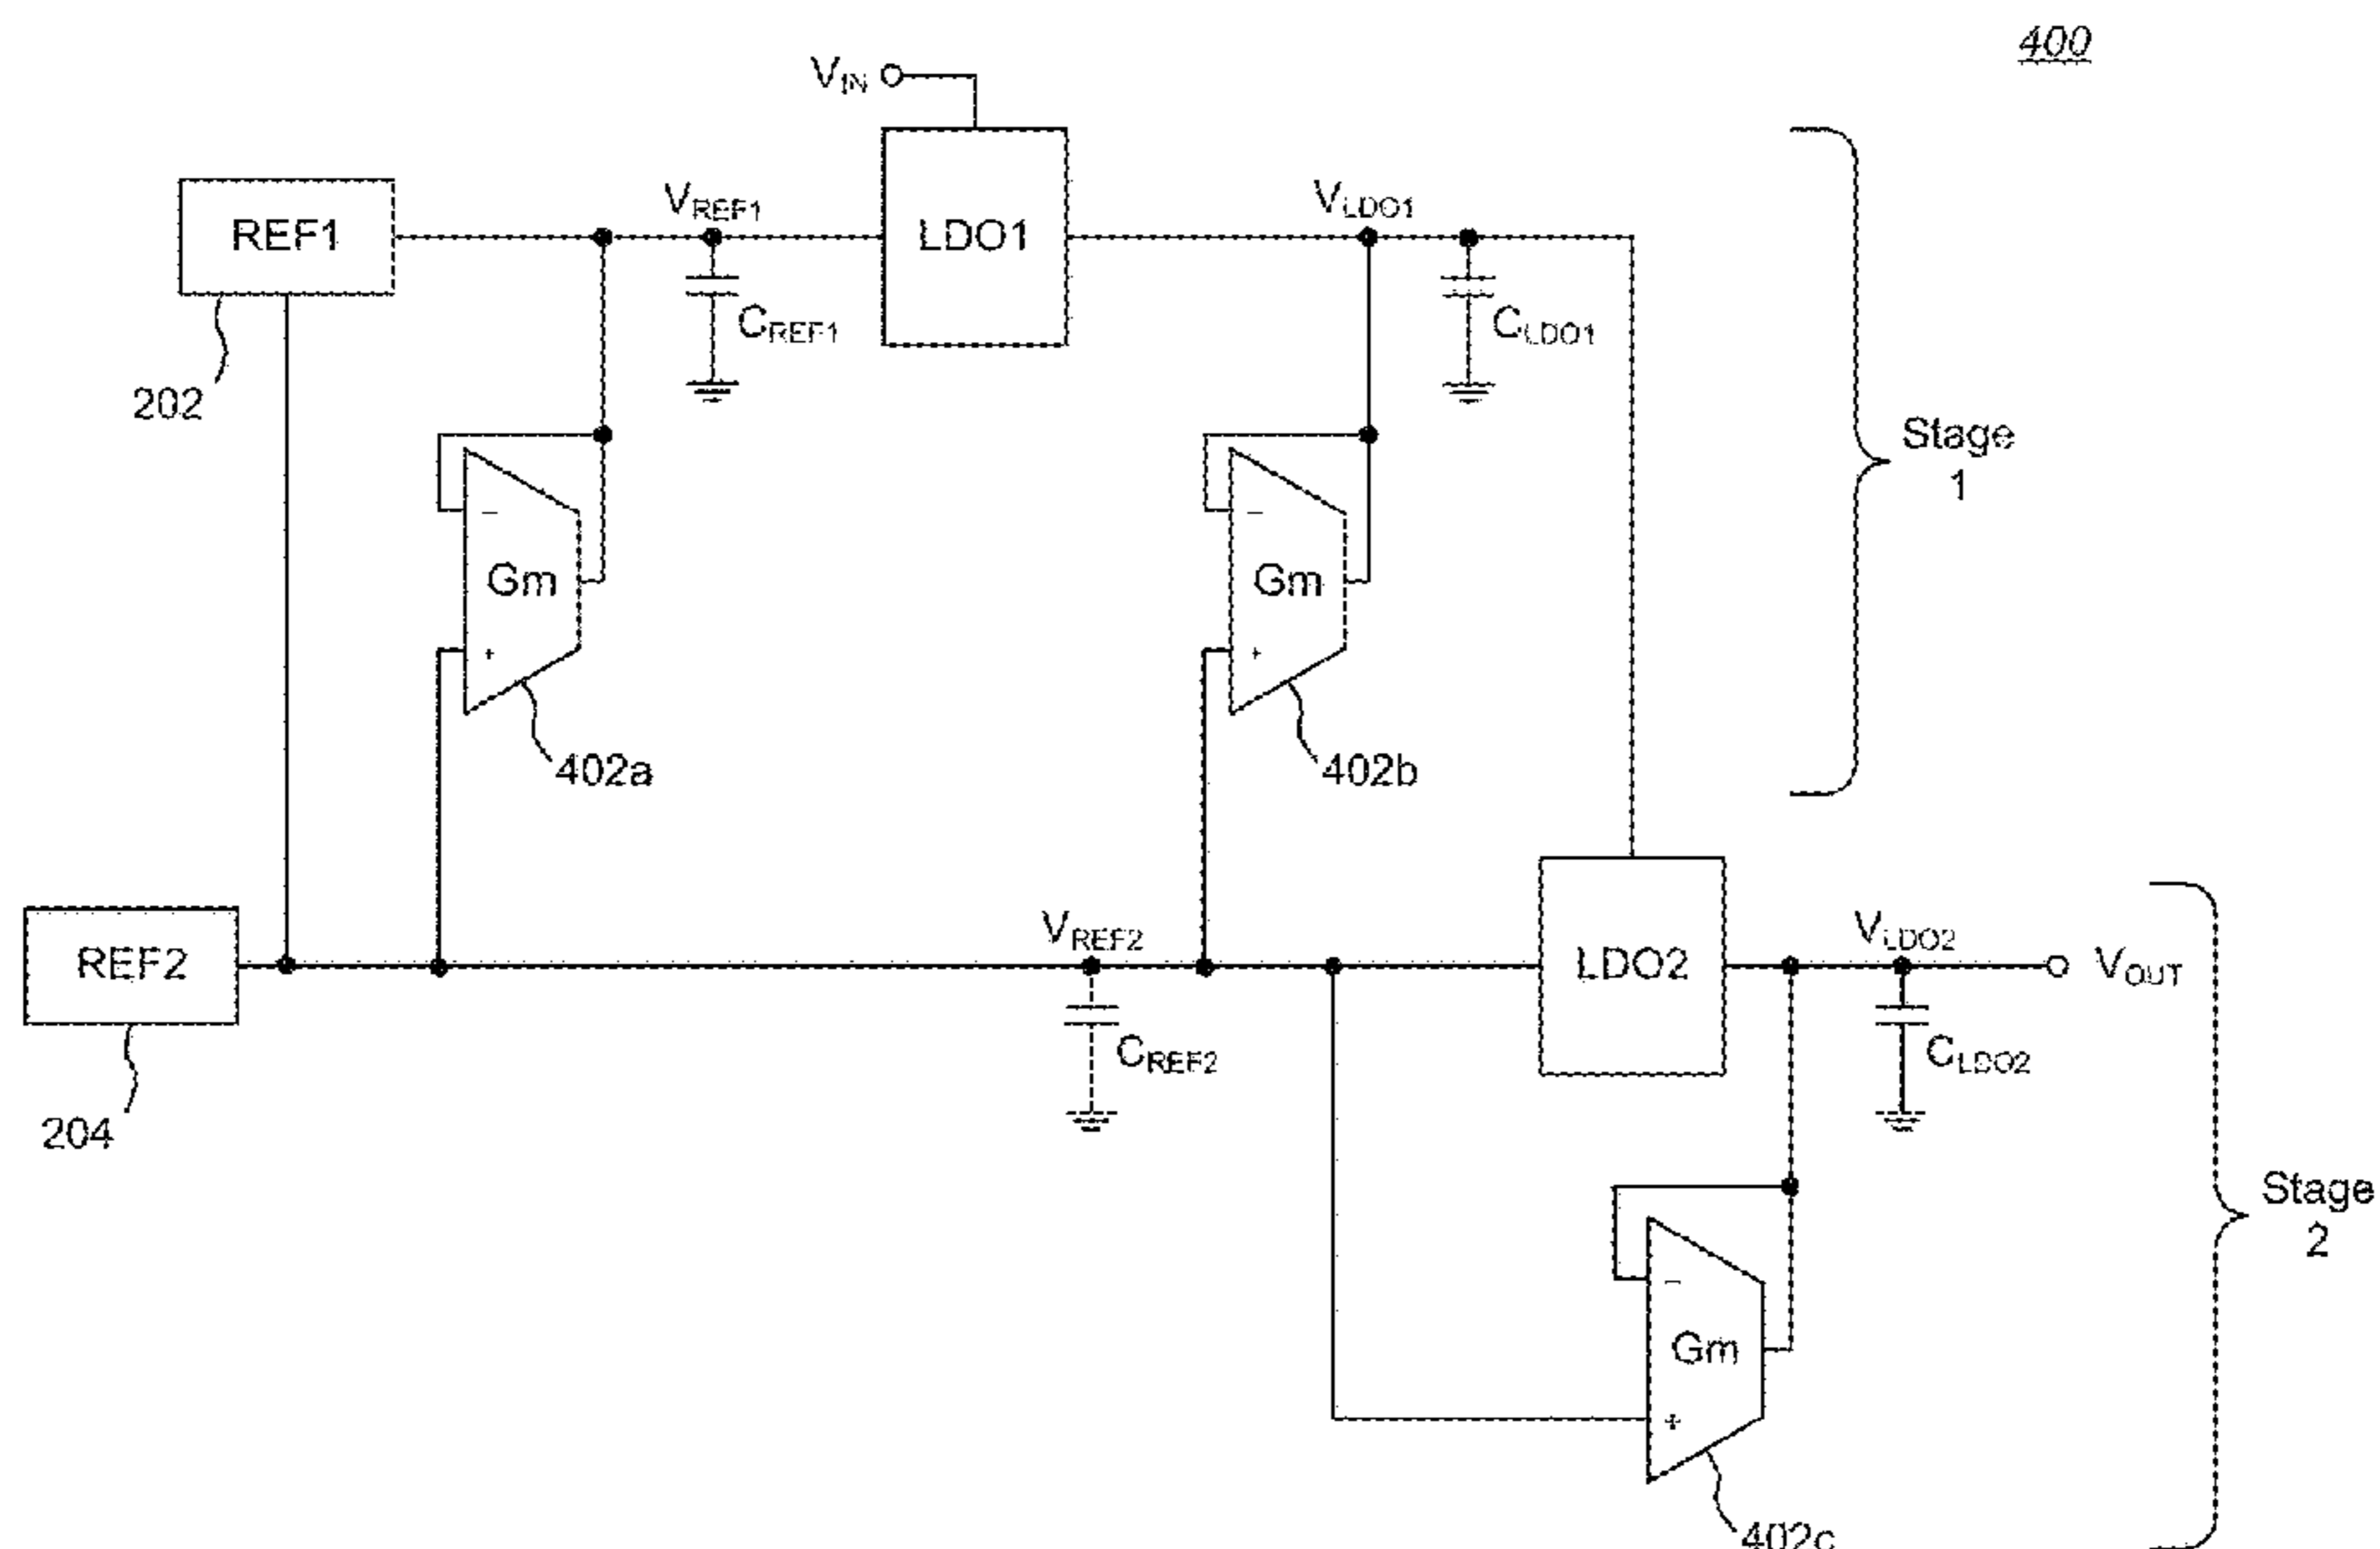 400
VIN
REF1
VREF1
LDO1
VLDO1
CREF1
CLDO1
202
Stage
1
−
Gm
+
402a
−
Gm
+
402b
REF2
VREF2
LDO2
VLDO2
VOUT
CREF2
CLDO2
204
Stage
2
−
Gm
+
402c